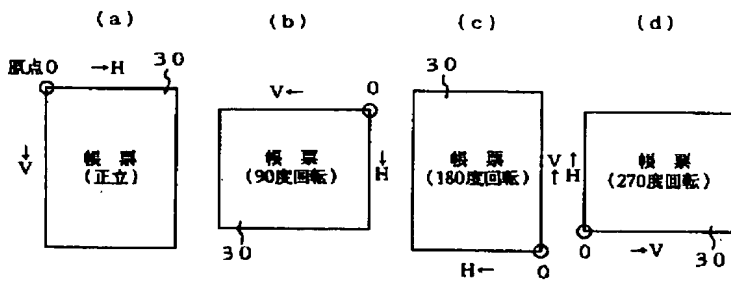 (a)
(b)
(c)
(d)
原点0 →H 30
↓V
帳票
(正立)
V← 0
帳票
(90度回転)
↓H
30
30
帳票
(180度回転)
V↑
H← 0
H↑
帳票
(270度回転)
0 →V 30